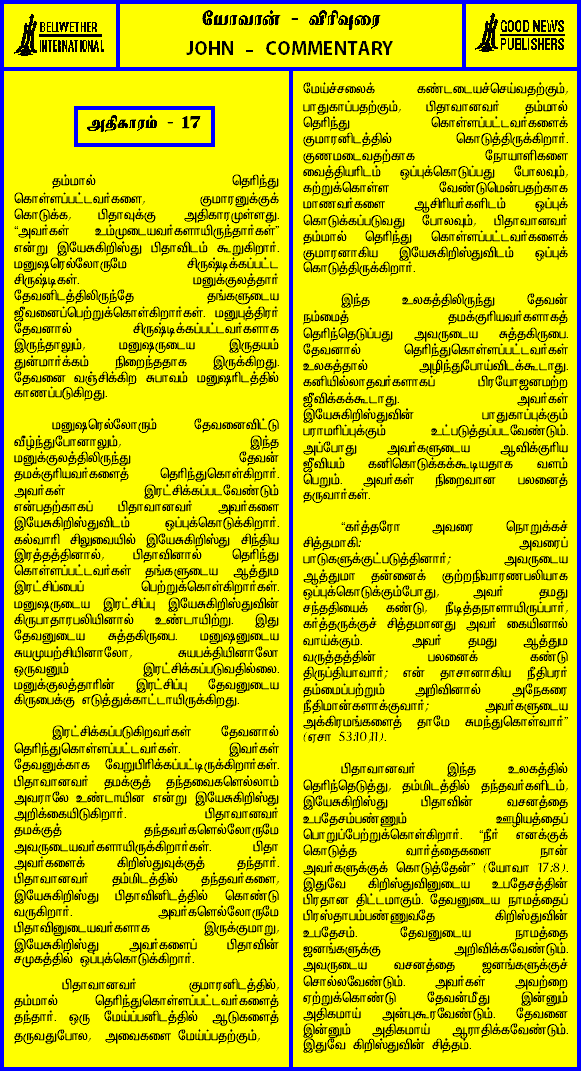 BELLWETHER
INTERNATIONAL
யோவான் - விரிவுரை
JOHN - COMMENTARY
GOOD NEWS
PUBLISHERS
அதிகாரம் - 17
தம்மால் தெரிந்து
கொள்ளப்பட்டவர்களை, குமாரனுக்குக்
கொடுக்க, பிதாவுக்கு அதிகாரமுள்ளது.
“அவர்கள் உம்முடையவர்களாயிருந்தார்கள்”
என்று இயேசுகிறிஸ்து பிதாவிடம் கூறுகிறார்.
மனுஷரெல்லோருமே சிருஷ்டிக்கப்பட்ட
சிருஷ்டிகள். மனுக்குலத்தார்
தேவனிடத்திலிருந்தே தங்களுடைய
ஜீவனைப்பெற்றுக்கொள்கிறார்கள். மனுபுத்திரர்
தேவனால் சிருஷ்டிக்கப்பட்டவர்களாக
இருந்தாலும், மனுஷருடைய இருதயம்
துன்மார்க்கம் நிறைந்ததாக இருக்கிறது.
தேவனை வஞ்சிக்கிற சுபாவம் மனுஷரிடத்தில்
காணப்படுகிறது.
மனுஷரெல்லோரும் தேவனைவிட்டு
வீழ்ந்துபோனாலும், இந்த
மனுக்குலத்திலிருந்து தேவன்
தமக்குரியவர்களைத் தெரிந்துகொள்கிறார்.
அவர்கள் இரட்சிக்கப்படவேண்டும்
என்பதற்காகப் பிதாவானவர் அவர்களை
இயேசுகிறிஸ்துவிடம் ஒப்புக்கொடுக்கிறார்.
கல்வாரி சிலுவையில் இயேசுகிறிஸ்து சிந்திய
இரத்தத்தினால், பிதாவினால் தெரிந்து
கொள்ளப்பட்டவர்கள் தங்களுடைய ஆத்தும
இரட்சிப்பைப் பெற்றுக்கொள்கிறார்கள்.
மனுஷருடைய இரட்சிப்பு இயேசுகிறிஸ்துவின்
கிருபாதாரபலியினால் உண்டாயிற்று. இது
தேவனுடைய சுத்தகிருபை. மனுஷனுடைய
சுயமுயற்சியினாலோ, சுயபக்தியினாலோ
ஒருவனும் இரட்சிக்கப்படுவதில்லை.
மனுக்குலத்தாரின் இரட்சிப்பு தேவனுடைய
கிருபைக்கு எடுத்துக்காட்டாயிருக்கிறது.
இரட்சிக்கப்படுகிறவர்கள் தேவனால்
தெரிந்துகொள்ளப்பட்டவர்கள். இவர்கள்
தேவனுக்காக வேறுபிரிக்கப்பட்டிருக்கிறார்கள்.
பிதாவானவர் தமக்குத் தந்தவைகளெல்லாம்
அவராலே உண்டாயின என்று இயேசுகிறிஸ்து
அறிக்கையிடுகிறார். பிதாவானவர்
தமக்குத் தந்தவர்களெல்லோருமே
அவருடையவர்களாயிருக்கிறார்கள். பிதா
அவர்களைக் கிறிஸ்துவுக்குத் தந்தார்.
பிதாவானவர் தம்மிடத்தில் தந்தவர்களை,
இயேசுகிறிஸ்து பிதாவினிடத்தில் கொண்டு
வருகிறார். அவர்களெல்லோருமே
பிதாவினுடையவர்களாக இருக்குமாறு,
இயேசுகிறிஸ்து அவர்களைப் பிதாவின்
சமுகத்தில் ஒப்புக்கொடுக்கிறார்.
பிதாவானவர் குமாரனிடத்தில்,
தம்மால் தெரிந்துகொள்ளப்பட்டவர்களைத்
தந்தார். ஒரு மேய்ப்பனிடத்தில் ஆடுகளைத்
தருவதுபோல, அவைகளை மேய்ப்பதற்கும்,
மேய்ச்சலைக் கண்டடையச்செய்வதற்கும்,
பாதுகாப்பதற்கும், பிதாவானவர் தம்மால்
தெரிந்து கொள்ளப்பட்டவர்களைக்
குமாரனிடத்தில் கொடுத்திருக்கிறார்.
குணமடைவதற்காக நோயாளிகளை
வைத்தியரிடம் ஒப்புக்கொடுப்பது போலவும்,
கற்றுக்கொள்ள வேண்டுமென்பதற்காக
மாணவர்களை ஆசிரியர்களிடம் ஒப்புக்
கொடுக்கப்படுவது போலவும், பிதாவானவர்
தம்மால் தெரிந்து கொள்ளப்பட்டவர்களைக்
குமாரனாகிய இயேசுகிறிஸ்துவிடம் ஒப்புக்
கொடுத்திருக்கிறார்.
இந்த உலகத்திலிருந்து தேவன்
நம்மைத் தமக்குரியவர்களாகத்
தெரிந்தெடுப்பது அவருடைய சுத்தகிருபை.
தேவனால் தெரிந்துகொள்ளப்பட்டவர்கள்
உலகத்தால் அழிந்துபோய்விடக்கூடாது.
கனியில்லாதவர்களாகப் பிரயோஜனமற்ற
ஜீவிக்கக்கூடாது. அவர்கள்
இயேசுகிறிஸ்துவின் பாதுகாப்புக்கும்
பராமரிப்புக்கும் உட்படுத்தப்படவேண்டும்.
அப்போது அவர்களுடைய ஆவிக்குரிய
ஜீவியம் கனிகொடுக்கக்கூடியதாக வளம்
பெறும். அவர்கள் நிறைவான பலனைத்
தருவார்கள்.
“கர்த்தரோ அவரை நொறுக்கச்
சித்தமாகி; அவரைப்
பாடுகளுக்குட்படுத்தினார்; அவருடைய
ஆத்துமா தன்னைக் குற்றநிவாரணபலியாக
ஒப்புக்கொடுக்கும்போது, அவர் தமது
சந்ததியைக் கண்டு, நீடித்தநாளாயிருப்பார்,
கர்த்தருக்குச் சித்தமானது அவர் கையினால்
வாய்க்கும். அவர் தமது ஆத்தும
வருத்தத்தின் பலனைக் கண்டு
திருப்தியாவார்; என் தாசனாகிய நீதிபரர்
தம்மைப்பற்றும் அறிவினால் அநேகரை
நீதிமான்களாக்குவார்; அவர்களுடைய
அக்கிரமங்களைத் தாமே சுமந்துகொள்வார்”
(ஏசா 53:10,11).
பிதாவானவர் இந்த உலகத்தில்
தெரிந்தெடுத்து, தம்மிடத்தில் தந்தவர்களிடம்,
இயேசுகிறிஸ்து பிதாவின் வசனத்தை
உபதேசம்பண்ணும் ஊழியத்தைப்
பொறுப்பேற்றுக்கொள்கிறார். “நீர் எனக்குக்
கொடுத்த வார்த்தைகளை நான்
அவர்களுக்குக் கொடுத்தேன்” (யோவா 17:8).
இதுவே கிறிஸ்துவினுடைய உபதேசத்தின்
பிரதான திட்டமாகும். தேவனுடைய நாமத்தைப்
பிரஸ்தாபம்பண்ணுவதே கிறிஸ்துவின்
உபதேசம். தேவனுடைய நாமத்தை
ஜனங்களுக்கு அறிவிக்கவேண்டும்.
அவருடைய வசனத்தை ஜனங்களுக்குச்
சொல்லவேண்டும். அவர்கள் அவற்றை
ஏற்றுக்கொண்டு தேவன்மீது இன்னும்
அதிகமாய் அன்புகூரவேண்டும். தேவனை
இன்னும் அதிகமாய் ஆராதிக்கவேண்டும்.
இதுவே கிறிஸ்துவின் சித்தம்.